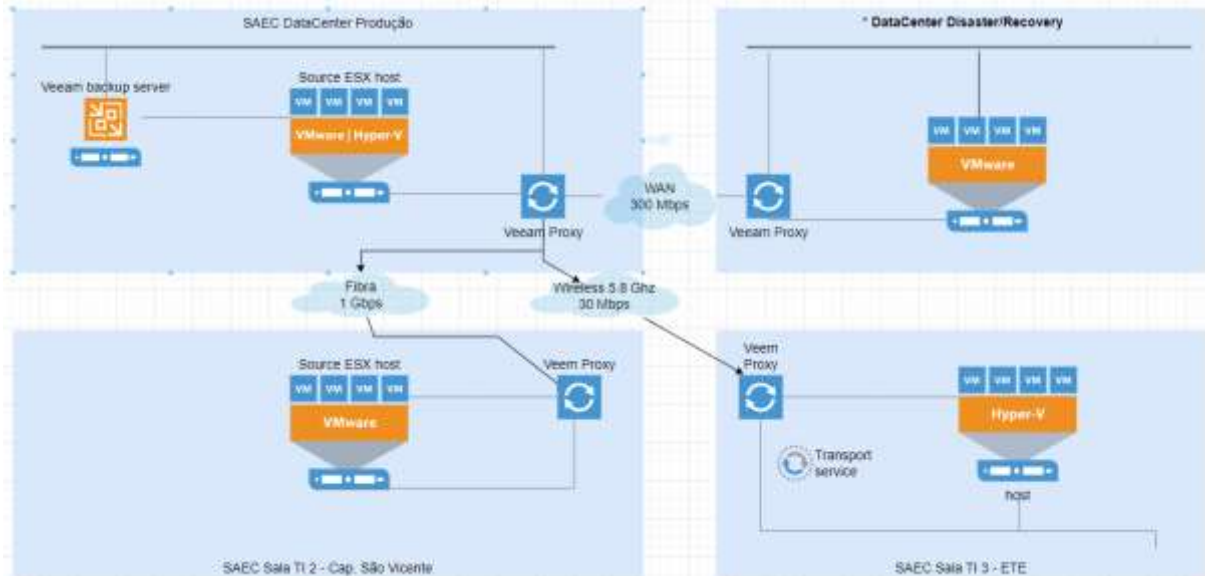 SAEC DataCenter Produção
Veeam backup server
Source ESX host
VM VM VM VM
VMware | Hyper-V
Veeam Proxy
WAN
300 Mbps
* DataCenter Disaster/Recovery
VM VM VM VM
VMware
Veeam Proxy
Fibra
1 Gbps
Wireless 5.8 Ghz
30 Mbps
Source ESX host
VM VM VM VM
VMware
Veem Proxy
SAEC Sala TI 2 - Cap. São Vicente
Veem
Proxy
VM VM VM VM
Hyper-V
Transport
service
host
SAEC Sala TI 3 - ETE